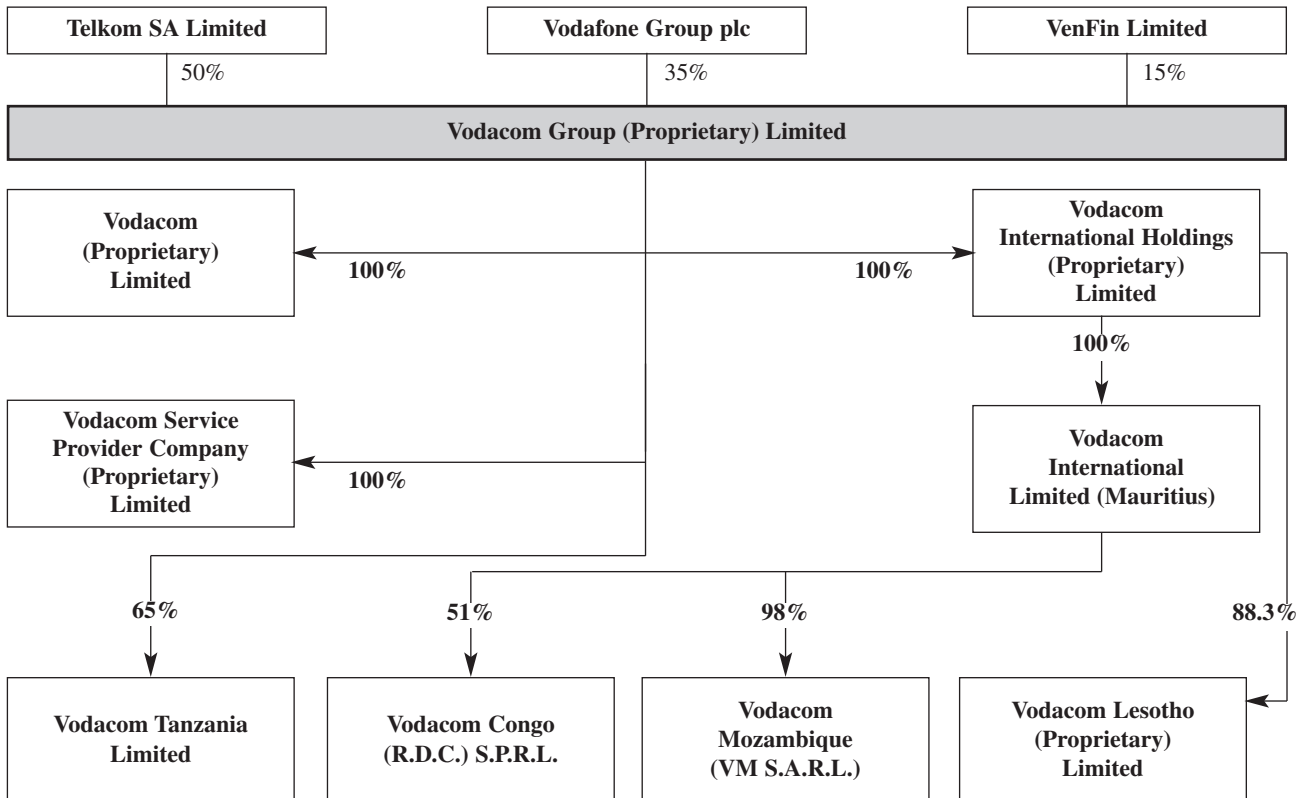 Telkom SA Limited
Vodafone Group plc
VenFin Limited
50%
35%
15%
Vodacom Group (Proprietary) Limited
Vodacom
(Proprietary)
Limited
100%
100%
Vodacom
International Holdings
(Proprietary)
Limited
100%
Vodacom Service
Provider Company
(Proprietary)
Limited
100%
Vodacom
International
Limited (Mauritius)
65%
51%
98%
88.3%
Vodacom Tanzania
Limited
Vodacom Congo
(R.D.C.) S.P.R.L.
Vodacom
Mozambique
(VM S.A.R.L.)
Vodacom Lesotho
(Proprietary)
Limited